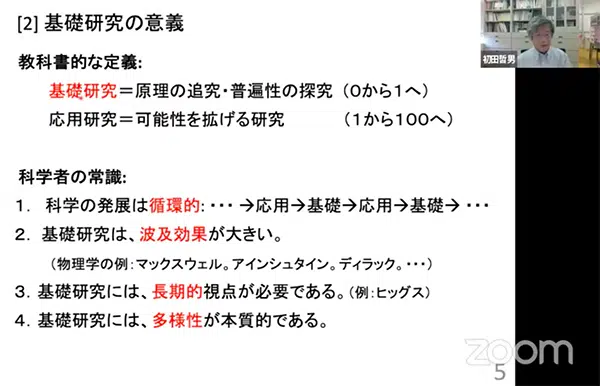 [2] 基礎研究の意義
教科書的な定義:
基礎研究＝原理の追究・普遍性の探究（０から１へ）
応用研究＝可能性を拡げる研究　（１から１００へ）
科学者の常識:
１．科学の発展は循環的: ・・・ →応用→基礎→応用→基礎→ ・・・
２．基礎研究は、波及効果が大きい。
（物理学の例：マックスウェル。アインシュタイン。ディラック。・・・）
３．基礎研究には、長期的視点が必要である。（例：ヒッグス）
４．基礎研究には、多様性が本質的である。
初田哲男
zoom
5